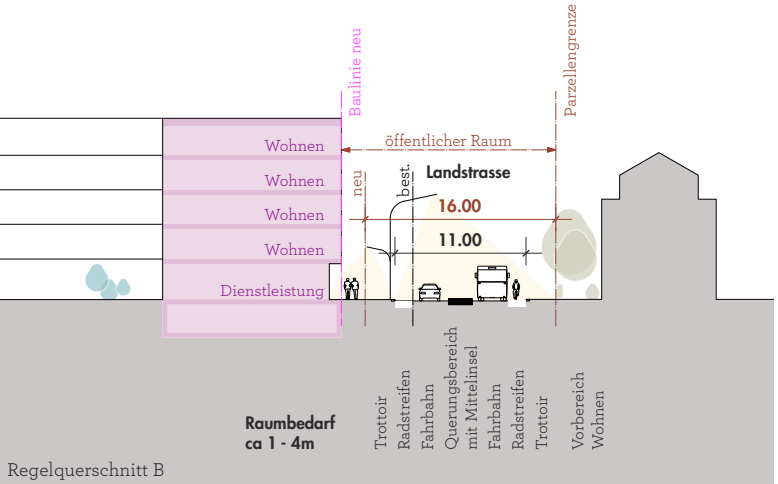 Baulinie neu
Parzellengrenze
öffentlicher Raum
Wohnen
Wohnen
Wohnen
Wohnen
Dienstleistung
neu
best.
Landstrasse
16.00
11.00
Raumbedarf
ca 1 - 4m
Trottoir
Radstreifen
Fahrbahn
Querungsbereich
mit Mittelinsel
Fahrbahn
Radstreifen
Trottoir
Vorbereich
Wohnen
Regelquerschnitt B